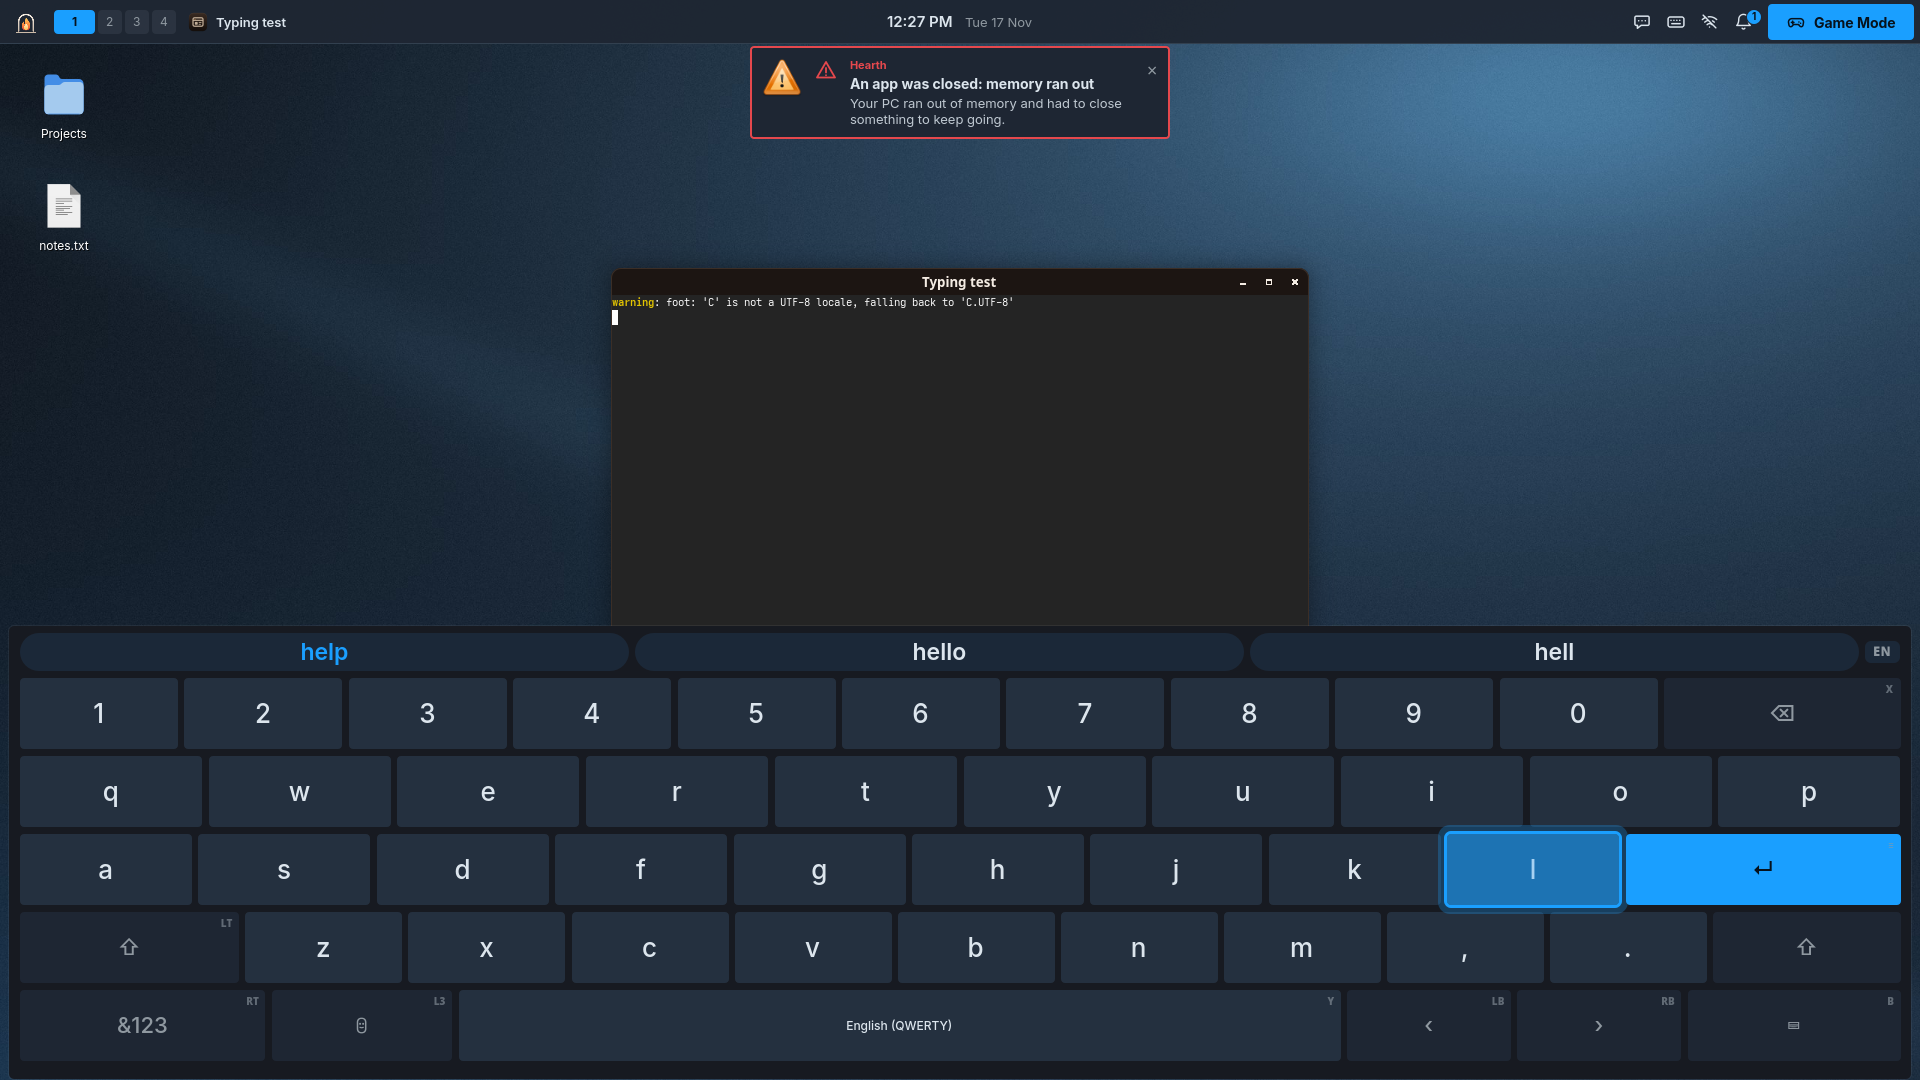 1 2 3 4 Typing test
12:27 PM Tue 17 Nov
1
Game Mode
Projects
notes.txt
Hearth
An app was closed: memory ran out
Your PC ran out of memory and had to close
something to keep going.
Typing test
warning: foot: 'C' is not a UTF-8 locale, falling back to 'C.UTF-8'
help hello hell EN
1 2 3 4 5 6 7 8 9 0 X
q w e r t y u i o p
a s d f g h j k l
LT z x c v b n m , .
&123 RT L3 English (QWERTY) Y ‹ LB › RB B